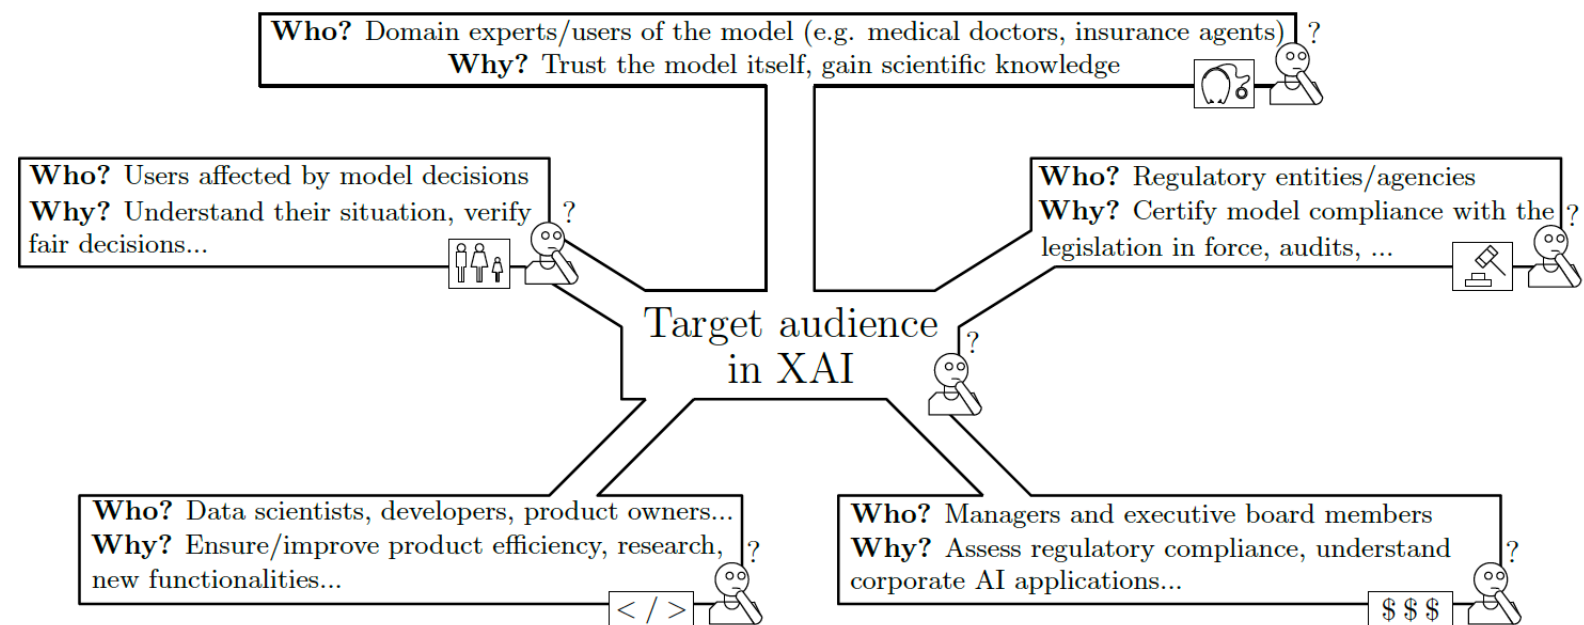 Who? Domain experts/users of the model (e.g. medical doctors, insurance agents)
?
Why? Trust the model itself, gain scientific knowledge
Who? Users affected by model decisions
Why? Understand their situation, verify
?
fair decisions...
Who? Regulatory entities/agencies
Why? Certify model compliance with the
?
legislation in force, audits, ...
Target audience
in XAI
?
Who? Data scientists, developers, product owners...
Why? Ensure/improve product efficiency, research,
?
new functionalities...
< / >
Who? Managers and executive board members
Why? Assess regulatory compliance, understand
?
corporate AI applications...
$ $ $